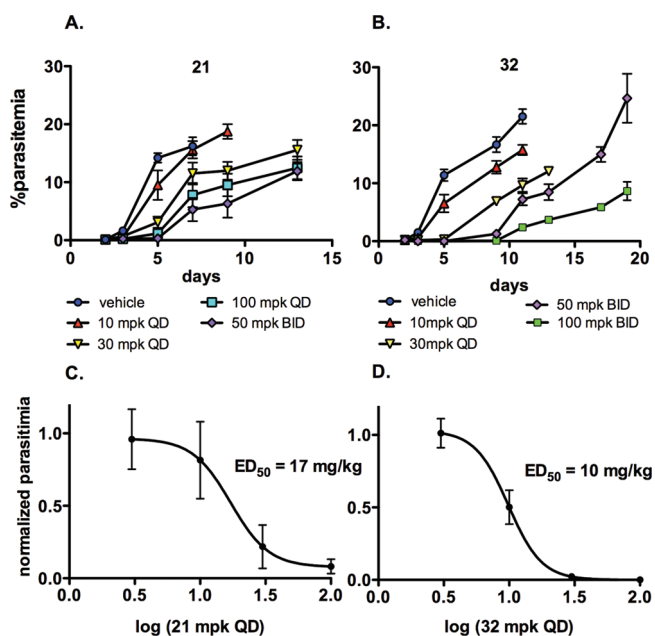 A.
B.
21
32
%parasitemia
30
20
10
0
0 5 10 15
days
30
20
10
0
0 5 10 15 20
days
vehicle
10 mpk QD
30 mpk QD
100 mpk QD
50 mpk BID
vehicle
10mpk QD
30mpk QD
50 mpk BID
100 mpk BID
C.
D.
normalized parasitimia
1.0
0.5
0.0
ED50 = 17 mg/kg
0.0 0.5 1.0 1.5 2.0
log (21 mpk QD)
1.0
0.5
0.0
ED50 = 10 mg/kg
0.0 0.5 1.0 1.5 2.0
log (32 mpk QD)